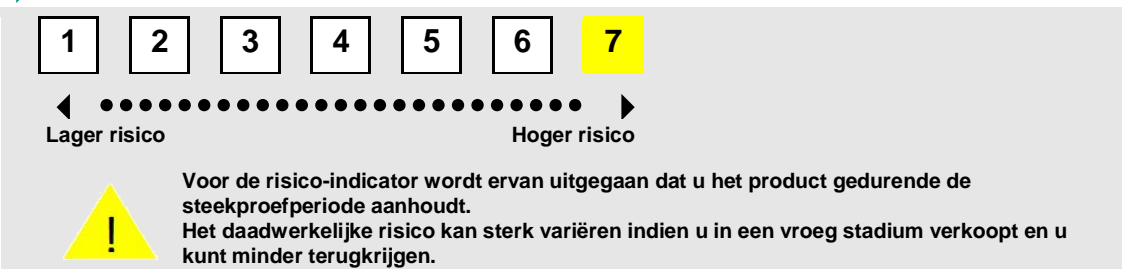 1 2 3 4 5 6 7
Lager risico Hoger risico
Voor de risico-indicator wordt ervan uitgegaan dat u het product gedurende de
steekproefperiode aanhoudt.
! Het daadwerkelijke risico kan sterk variëren indien u in een vroeg stadium verkoopt en u
kunt minder terugkrijgen.